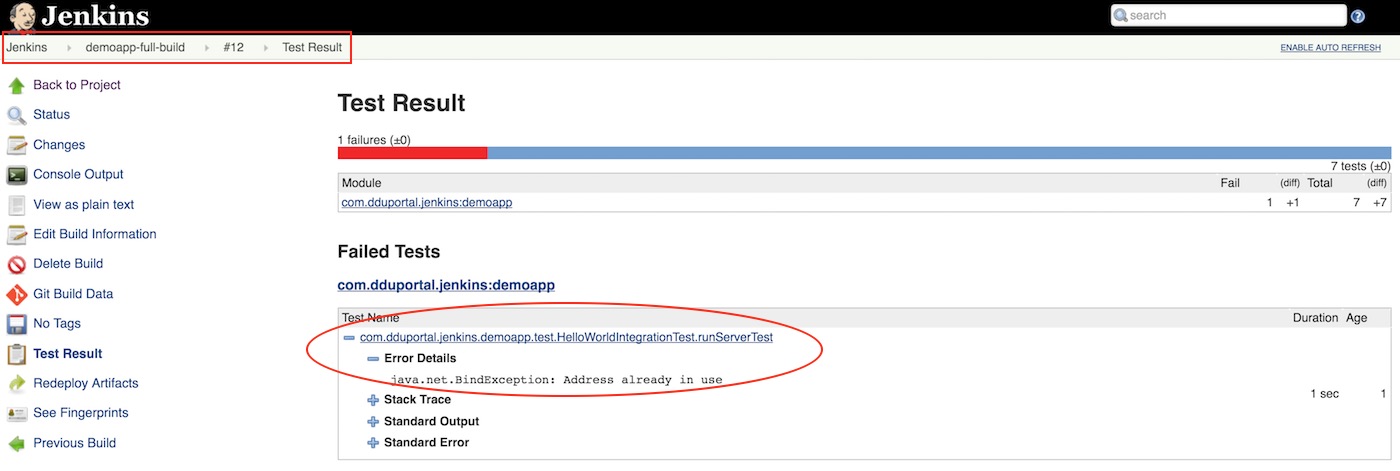 Jenkins
search
Jenkins demoapp-full-build #12 Test Result
ENABLE AUTO REFRESH
Back to Project
Status
Changes
Console Output
View as plain text
Edit Build Information
Delete Build
Git Build Data
No Tags
Test Result
Redeploy Artifacts
See Fingerprints
Previous Build
Test Result
1 failures (±0)
7 tests (±0)
Module Fail (diff) Total (diff)
com.dduportal.jenkins:demoapp 1 +1 7 +7
Failed Tests
com.dduportal.jenkins:demoapp
Test Name Duration Age
com.dduportal.jenkins.demoapp.test.HelloWorldIntegrationTest.runServerTest
Error Details
java.net.BindException: Address already in use
1 sec 1
Stack Trace
Standard Output
Standard Error